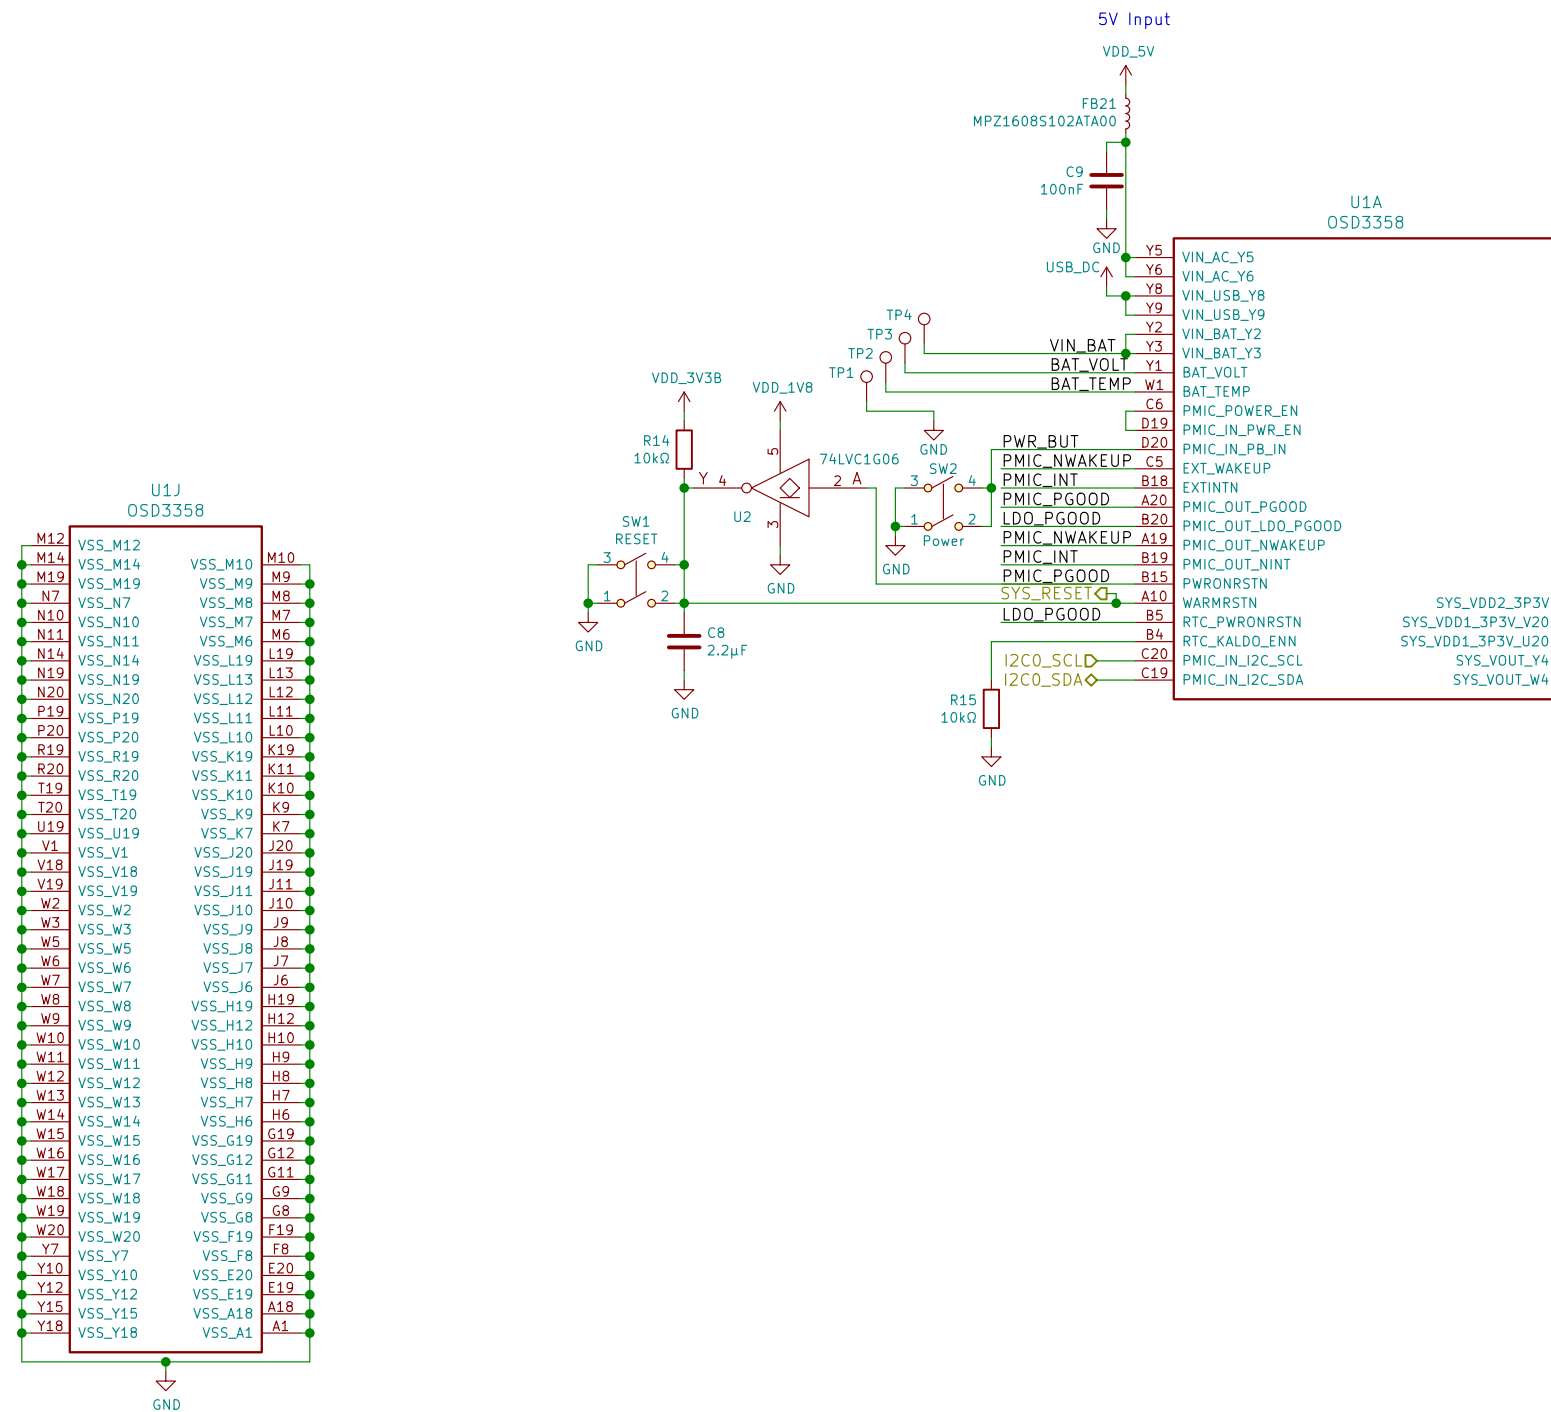 5V Input
VDD_5V
FB21
MPZ1608S102ATA00
C9
100nF
GND
USB_DC
U1A
OSD3358
Y5 VIN_AC_Y5
Y6 VIN_AC_Y6
Y8 VIN_USB_Y8
Y9 VIN_USB_Y9
Y2 VIN_BAT_Y2
VIN_BAT Y3 VIN_BAT_Y3
BAT_VOLT Y1 BAT_VOLT
BAT_TEMP W1 BAT_TEMP
C6 PMIC_POWER_EN
D19 PMIC_IN_PWR_EN
PWR_BUT D20 PMIC_IN_PB_IN
PMIC_NWAKEUP C5 EXT_WAKEUP
PMIC_INT B18 EXTINTN
PMIC_PGOOD A20 PMIC_OUT_PGOOD
LDO_PGOOD B20 PMIC_OUT_LDO_PGOOD
PMIC_NWAKEUP A19 PMIC_OUT_NWAKEUP
PMIC_INT B19 PMIC_OUT_NINT
PMIC_PGOOD B15 PWRONRSTN
SYS_RESET A10 WARMRSTN SYS_VDD2_3P3V
LDO_PGOOD B5 RTC_PWRONRSTN SYS_VDD1_3P3V_V20
B4 RTC_KALDO_ENN SYS_VDD1_3P3V_U20
I2C0_SCL C20 PMIC_IN_I2C_SCL SYS_VOUT_Y4
I2C0_SDA C19 PMIC_IN_I2C_SDA SYS_VOUT_W4
TP4
TP3
TP2
TP1
GND
VDD_3V3B
R14
10kΩ
VDD_1V8
5
74LVC1G06
Y 4 2 A
U2
3
GND
SW2
3 4
1 2
Power
GND
SW1
RESET
3 4
1 2
GND
C8
2.2µF
GND
R15
10kΩ
GND
U1J
OSD3358
M12 VSS_M12
M14 VSS_M14 VSS_M10 M10
M19 VSS_M19 VSS_M9 M9
N7 VSS_N7 VSS_M8 M8
N10 VSS_N10 VSS_M7 M7
N11 VSS_N11 VSS_M6 M6
N14 VSS_N14 VSS_L19 L19
N19 VSS_N19 VSS_L13 L13
N20 VSS_N20 VSS_L12 L12
P19 VSS_P19 VSS_L11 L11
P20 VSS_P20 VSS_L10 L10
R19 VSS_R19 VSS_K19 K19
R20 VSS_R20 VSS_K11 K11
T19 VSS_T19 VSS_K10 K10
T20 VSS_T20 VSS_K9 K9
U19 VSS_U19 VSS_K7 K7
V1 VSS_V1 VSS_J20 J20
V18 VSS_V18 VSS_J19 J19
V19 VSS_V19 VSS_J11 J11
W2 VSS_W2 VSS_J10 J10
W3 VSS_W3 VSS_J9 J9
W5 VSS_W5 VSS_J8 J8
W6 VSS_W6 VSS_J7 J7
W7 VSS_W7 VSS_J6 J6
W8 VSS_W8 VSS_H19 H19
W9 VSS_W9 VSS_H12 H12
W10 VSS_W10 VSS_H10 H10
W11 VSS_W11 VSS_H9 H9
W12 VSS_W12 VSS_H8 H8
W13 VSS_W13 VSS_H7 H7
W14 VSS_W14 VSS_H6 H6
W15 VSS_W15 VSS_G19 G19
W16 VSS_W16 VSS_G12 G12
W17 VSS_W17 VSS_G11 G11
W18 VSS_W18 VSS_G9 G9
W19 VSS_W19 VSS_G8 G8
W20 VSS_W20 VSS_F19 F19
Y7 VSS_Y7 VSS_F8 F8
Y10 VSS_Y10 VSS_E20 E20
Y12 VSS_Y12 VSS_E19 E19
Y15 VSS_Y15 VSS_A18 A18
Y18 VSS_Y18 VSS_A1 A1
GND